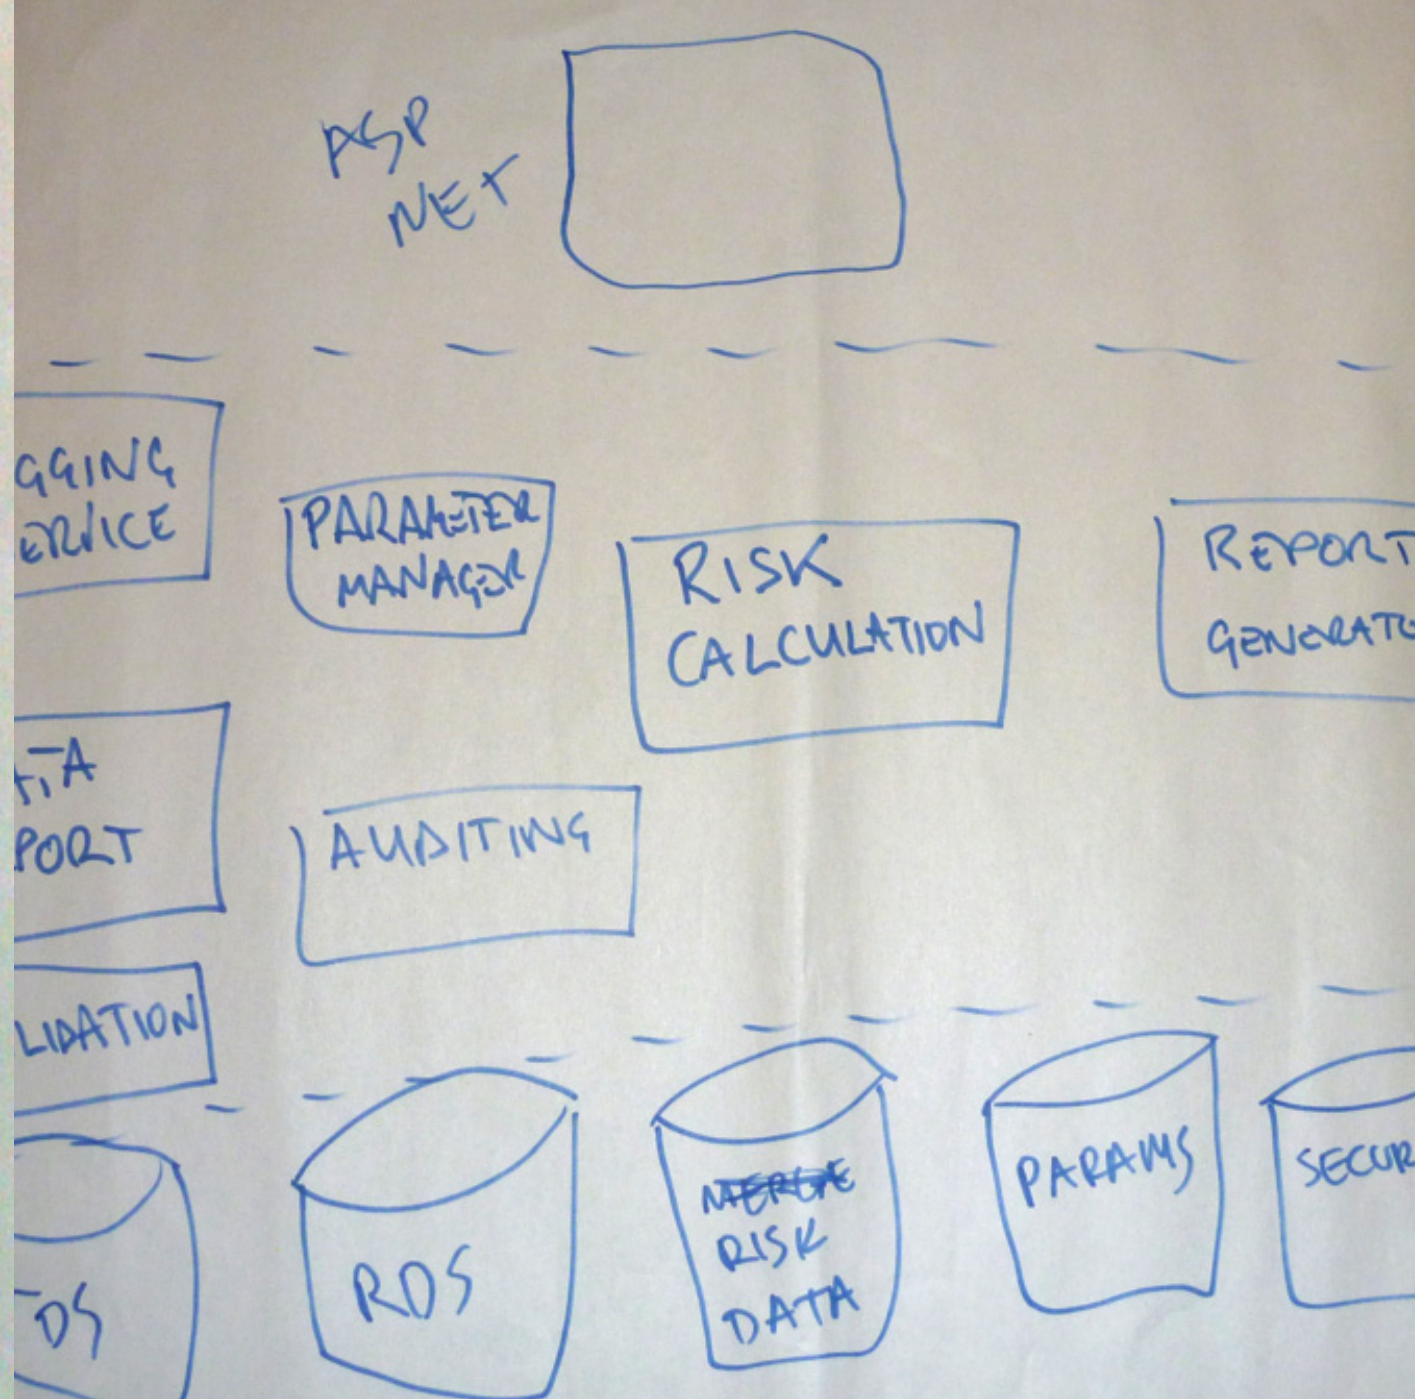 ASP
NET
GGING
ERVICE
PARAMETER
MANAGER
RISK
CALCULATION
REPORT
GENERATO
TA
PORT
AUDITING
LIDATION
DS
RDS
RISK
DATA
PARAMS
SECUR